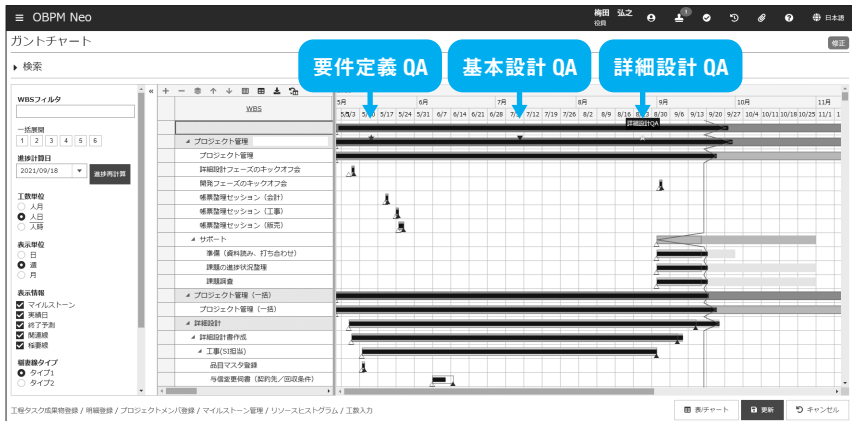 OBPM Neo
梅田 弘之
役員
1
日本語
ガントチャート
修正
検索
要件定義 QA
基本設計 QA
詳細設計 QA
WBSフィルタ
一括展開
1 2 3 4 5 6
進捗計算日
2021/09/18
進捗再計算
工数単位
人月
人日
人時
表示単位
日
週
月
表示情報
マイルストーン
実績日
終了予測
関連線
稲妻線
稲妻線タイプ
タイプ1
タイプ2
WBS
5月 6月 7月 8月 9月 10月 11月
5/3 5/10 5/17 5/24 5/31 6/7 6/14 6/21 6/28 7/12 7/19 7/26 8/2 8/9 8/16 8/23 8/30 9/6 9/13 9/20 9/27 10/4 10/11 10/18 10/25 11/1
詳細設計QA
プロジェクト管理
プロジェクト管理
詳細設計フェーズのキックオフ会
開発フェーズのキックオフ会
帳票整理セッション（会計）
帳票整理セッション（工事）
帳票整理セッション（販売）
サポート
準備（資料読み、打ち合わせ）
課題の進捗状況整理
課題調査
プロジェクト管理（一括）
プロジェクト管理（一括）
詳細設計
詳細設計書作成
工事(SI担当)
品目マスタ登録
与信変更伺書（契約先／回収条件）
工程タスク成果物登録 / 明細登録 / プロジェクトメンバ登録 / マイルストーン管理 / リソースヒストグラム / 工数入力
表/チャート
更新
キャンセル